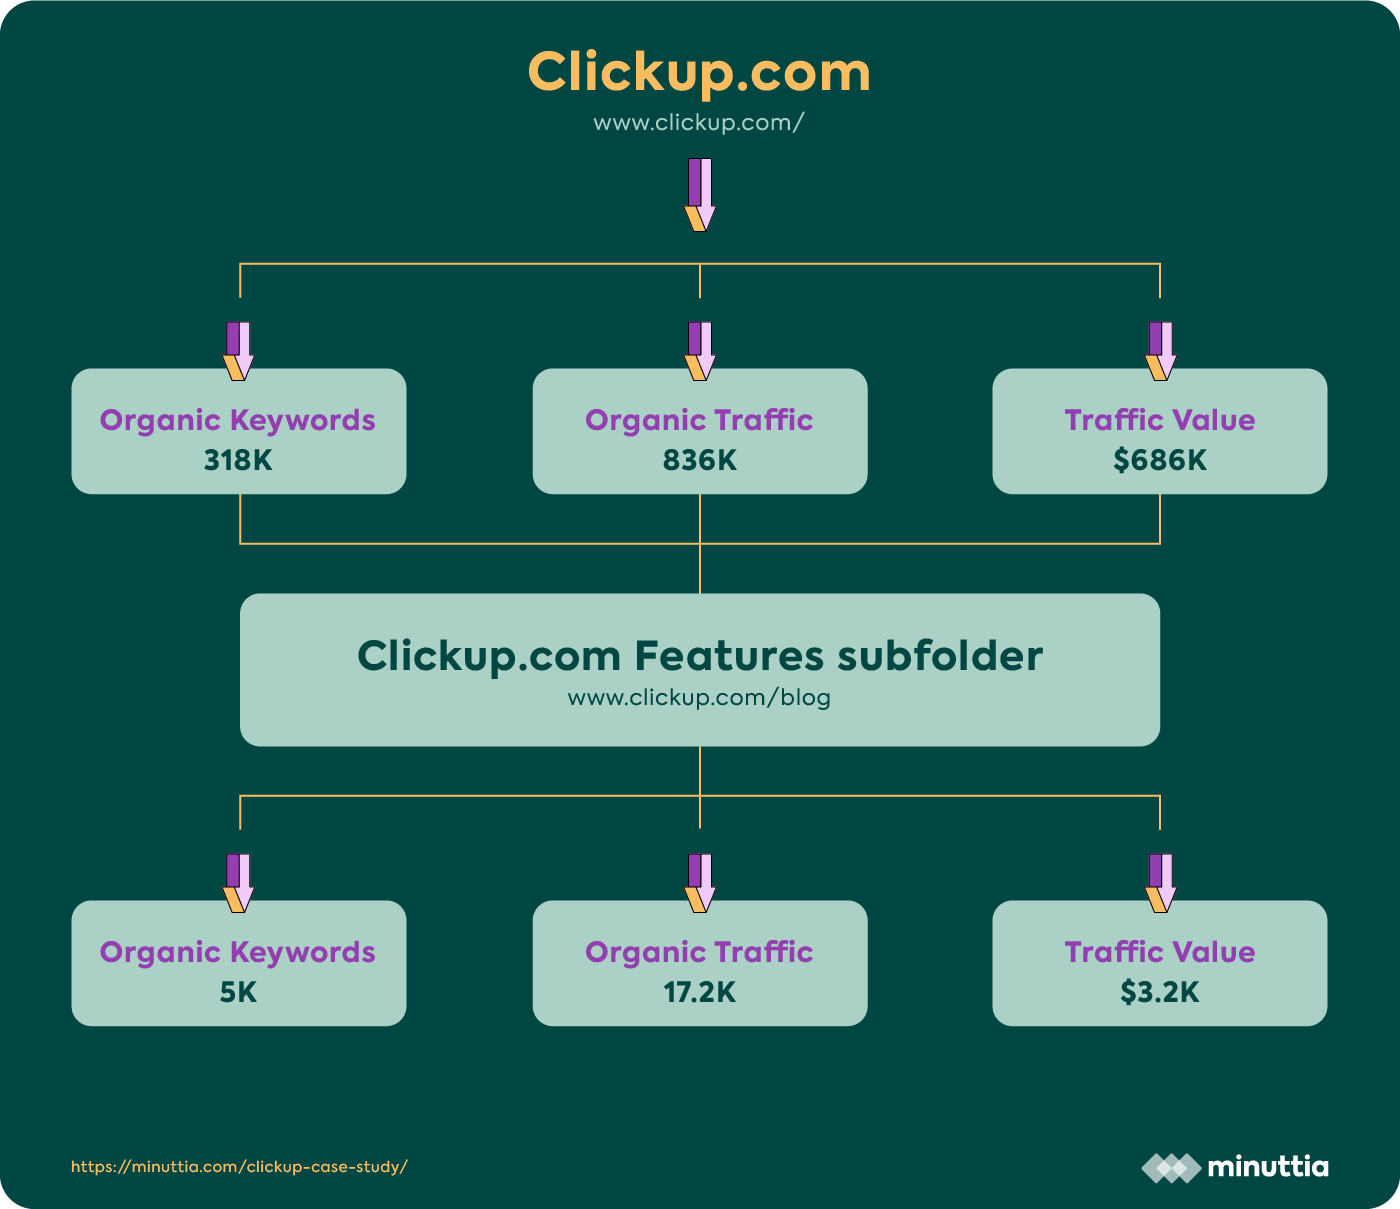 Clickup.com
www.clickup.com/
Organic Keywords
318K
Organic Traffic
836K
Traffic Value
$686K
Clickup.com Features subfolder
www.clickup.com/blog
Organic Keywords
5K
Organic Traffic
17.2K
Traffic Value
$3.2K
https://minuttia.com/clickup-case-study/
minuttia